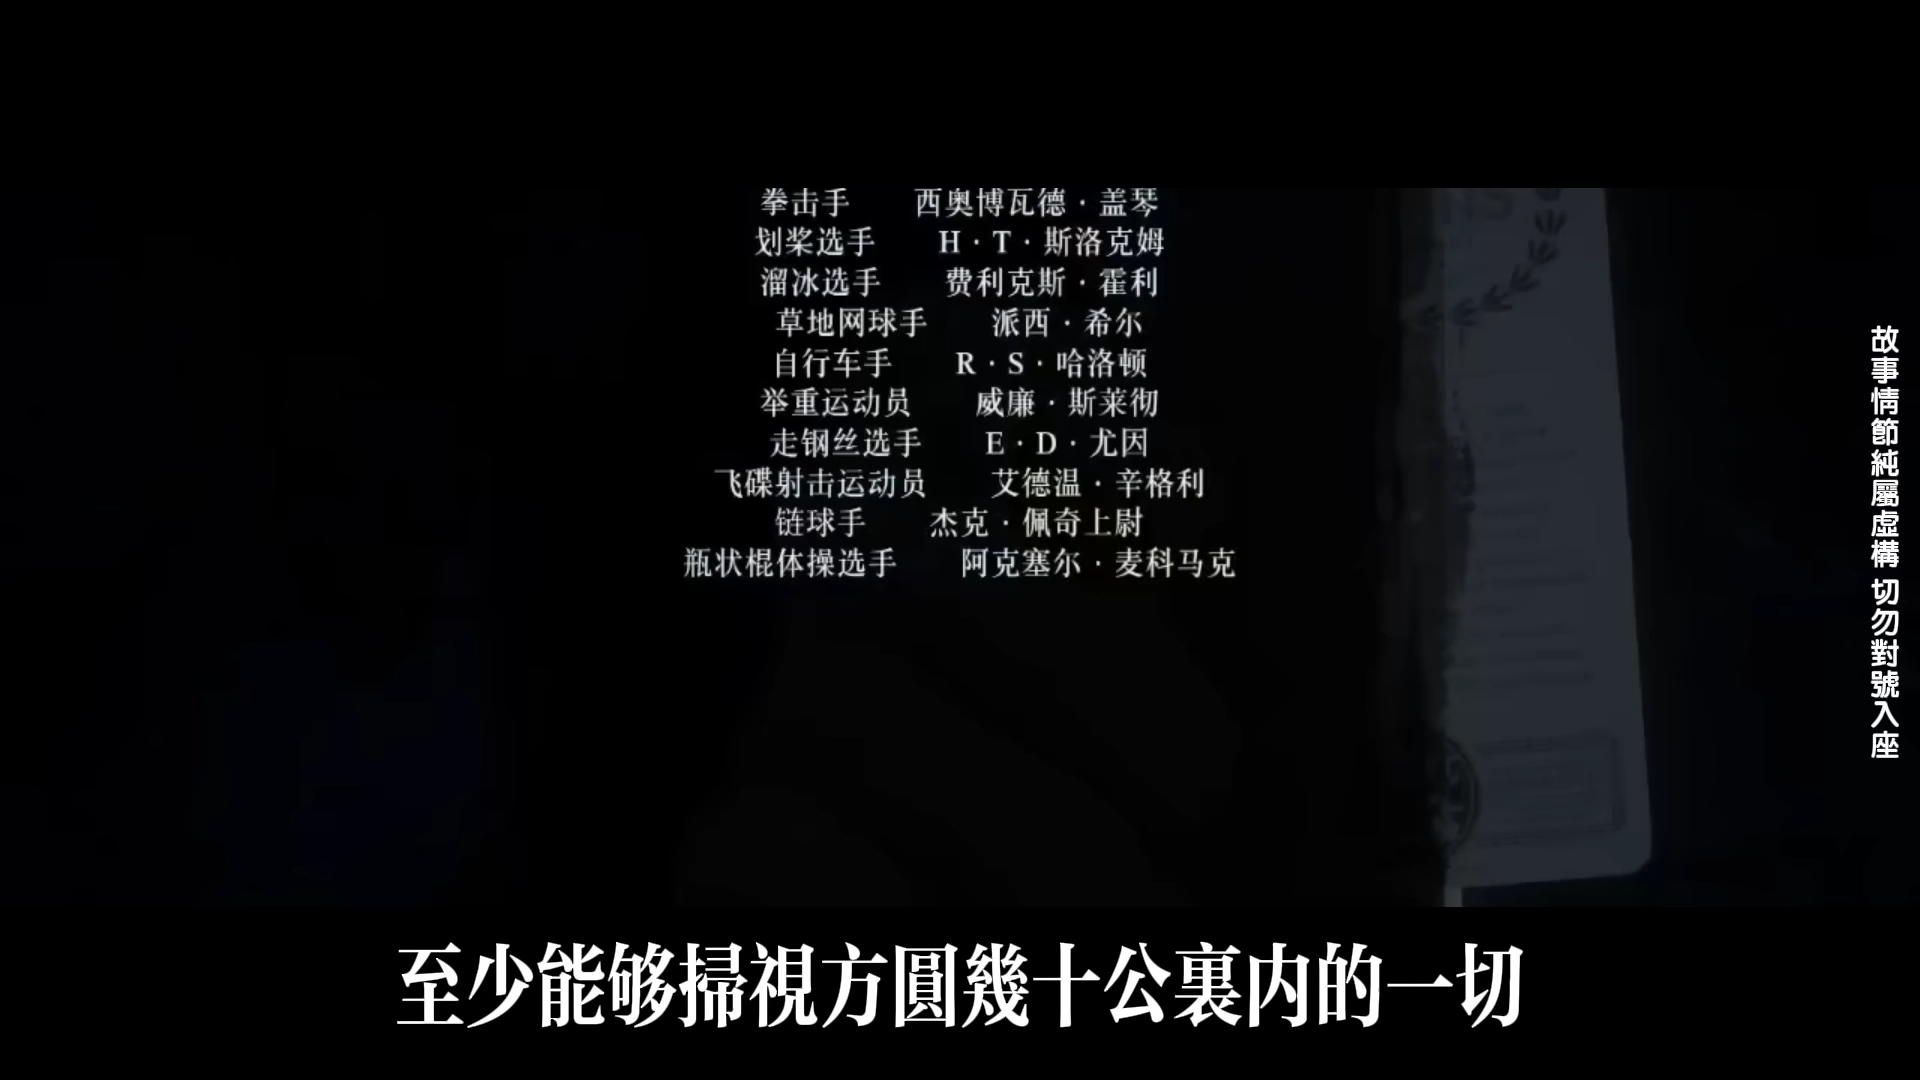 拳击手 西奥博瓦德·盖琴
划桨选手 H·T·斯洛克姆
溜冰选手 费利克斯·霍利
草地网球手 派西·希尔
自行车手 R·S·哈洛顿
举重运动员 威廉·斯莱彻
走钢丝选手 E·D·尤因
飞碟射击运动员 艾德温·辛格利
链球手 杰克·佩奇上尉
瓶状棍体操选手 阿克塞尔·麦科马克
故事情節純屬虛構 切勿對號入座
至少能够掃視方圓幾十公裏内的一切